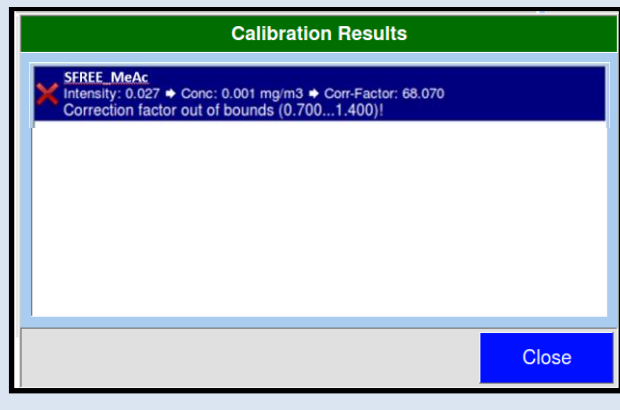 Calibration Results
SFREE_MeAc
Intensity: 0.027 ➧ Conc: 0.001 mg/m3 ➧ Corr-Factor: 68.070
Correction factor out of bounds (0.700...1.400)!
Close